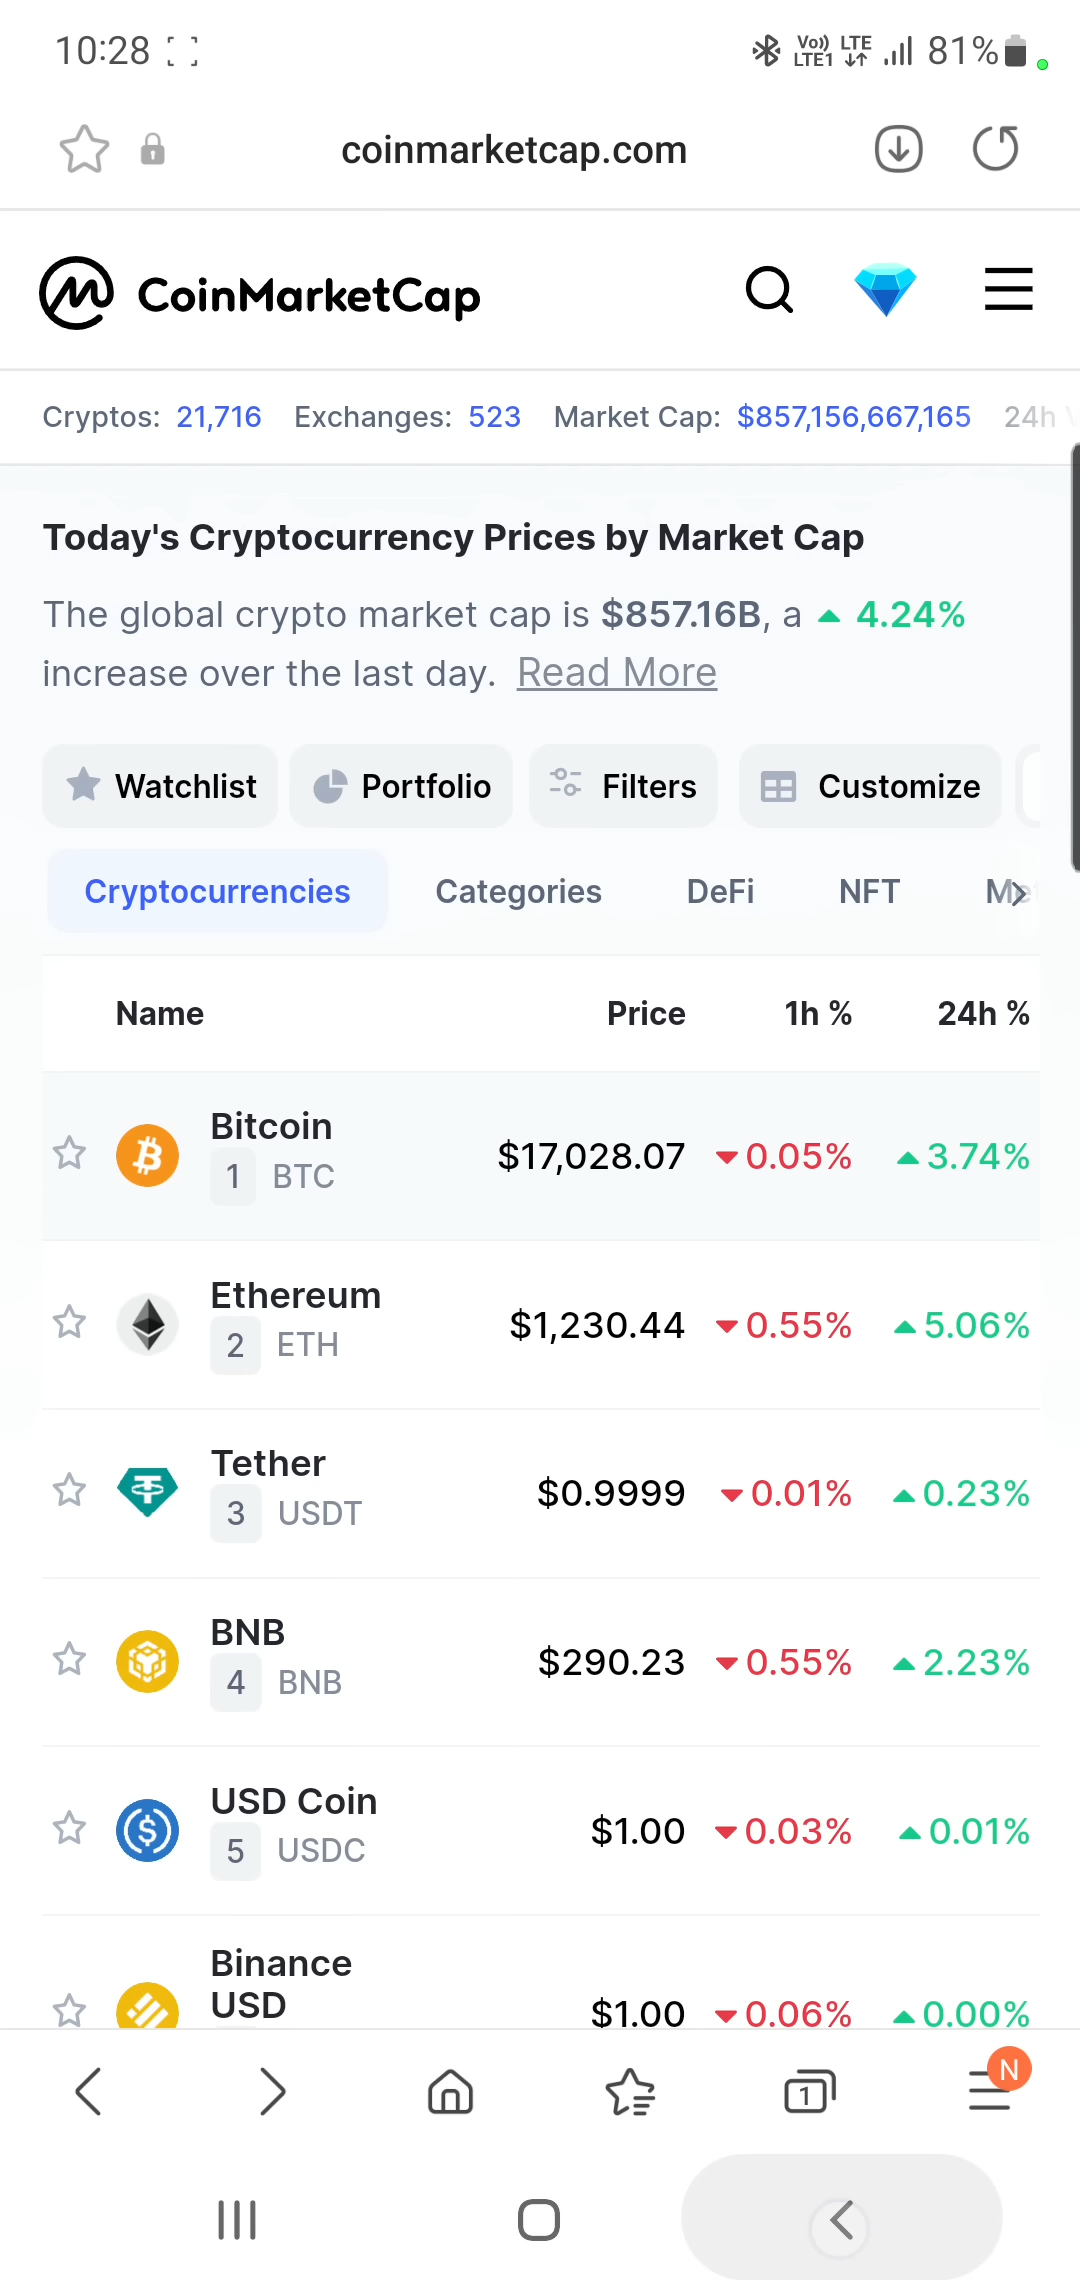 10:28 Vo)) LTE1 LTE 81%
coinmarketcap.com
CoinMarketCap
Cryptos: 21,716 Exchanges: 523 Market Cap: $857,156,667,165 24h
Today's Cryptocurrency Prices by Market Cap
The global crypto market cap is $857.16B, a 4.24%
increase over the last day. Read More
Watchlist Portfolio Filters Customize
Cryptocurrencies Categories DeFi NFT
Name Price 1h % 24h %
Bitcoin
1 BTC $17,028.07 0.05% 3.74%
Ethereum
2 ETH $1,230.44 0.55% 5.06%
Tether
3 USDT $0.9999 0.01% 0.23%
BNB
4 BNB $290.23 0.55% 2.23%
USD Coin
5 USDC $1.00 0.03% 0.01%
Binance
USD $1.00 0.06% 0.00%
1 N